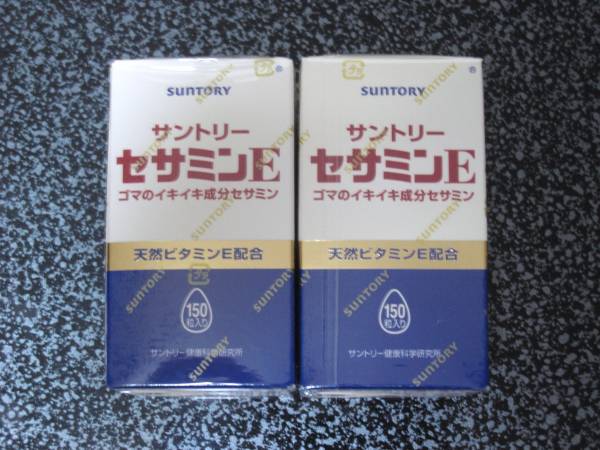 SUNTORY
サントリー
セサミンE
ゴマのイキイキ成分セサミン
天然ビタミンE配合
150
粒入り
サントリー健康科学研究所
SUNTORY
サントリー
セサミンE
ゴマのイキイキ成分セサミン
天然ビタミンE配合
150
粒入り
サントリー健康科学研究所